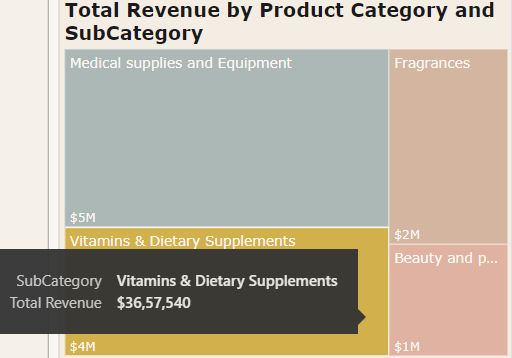 Total Revenue by Product Category and
SubCategory
Medical supplies and Equipment
$5M
Fragrances
$2M
Vitamins & Dietary Supplements
SubCategory Vitamins & Dietary Supplements
Total Revenue $36,57,540
$4M
Beauty and p...
$1M